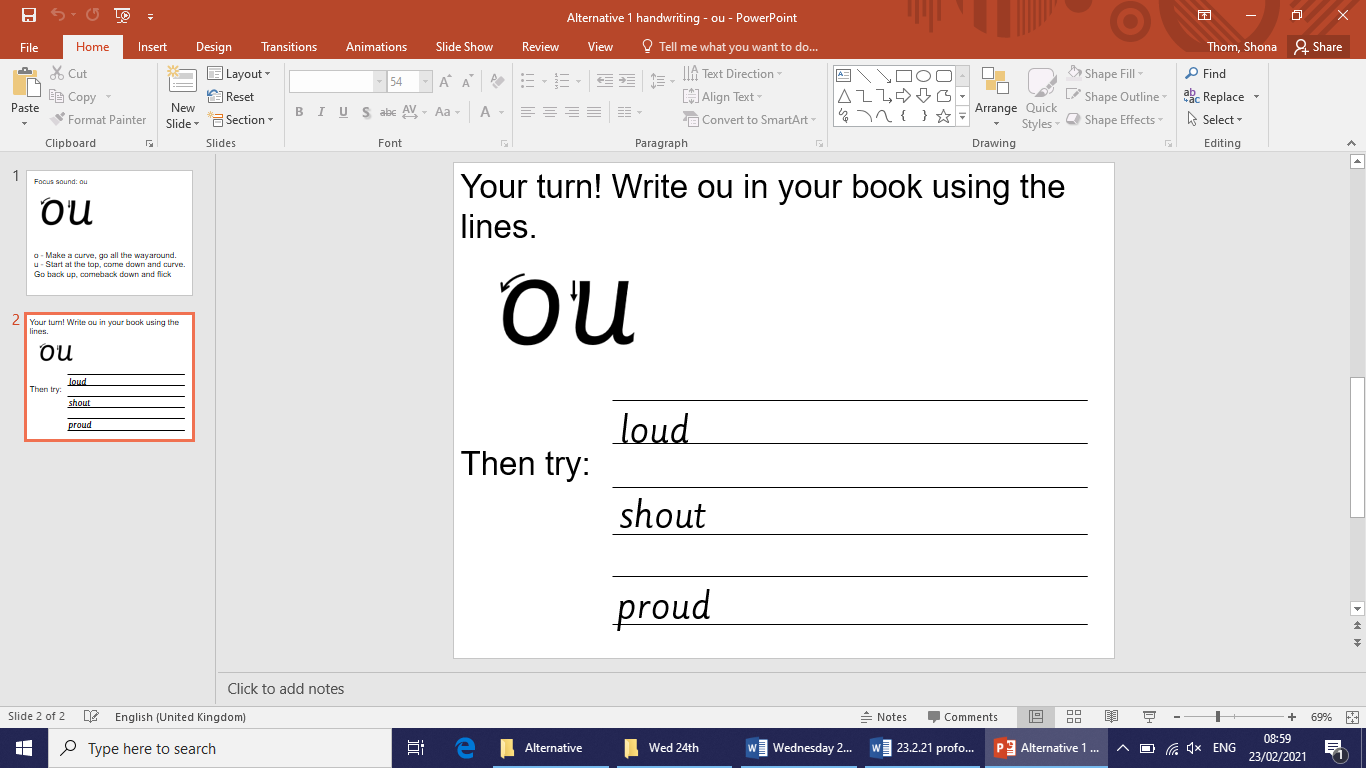 Alternative 1 handwriting - ou - PowerPoint
File Home Insert Design Transitions Animations Slide Show Review View Tell me what you want to do... Thom, Shona Share
Paste
Cut
Copy
Format Painter
Clipboard
New Slide
Layout
Reset
Section
Slides
54
B I U S abc AV Aa A
Font
Paragraph
Text Direction
Align Text
Convert to SmartArt
Arrange
Quick Styles
Shape Fill
Shape Outline
Shape Effects
Drawing
Find
Replace
Select
Editing
1
Focus sound: ou
ou
o - Make a curve, go all the wayaround.
u - Start at the top, come down and curve.
Go back up, comeback down and flick
2
Your turn! Write ou in your book using the
lines.
ou
loud
Then try:
shout
proud
Your turn! Write ou in your book using the
lines.
ou
loud
Then try:
shout
proud
Click to add notes
Slide 2 of 2 English (United Kingdom) Notes Comments 69%
Type here to search Alternative Wed 24th Wednesday 2... 23.2.21 profo... Alternative 1 ... ENG 08:59
23/02/2021 1